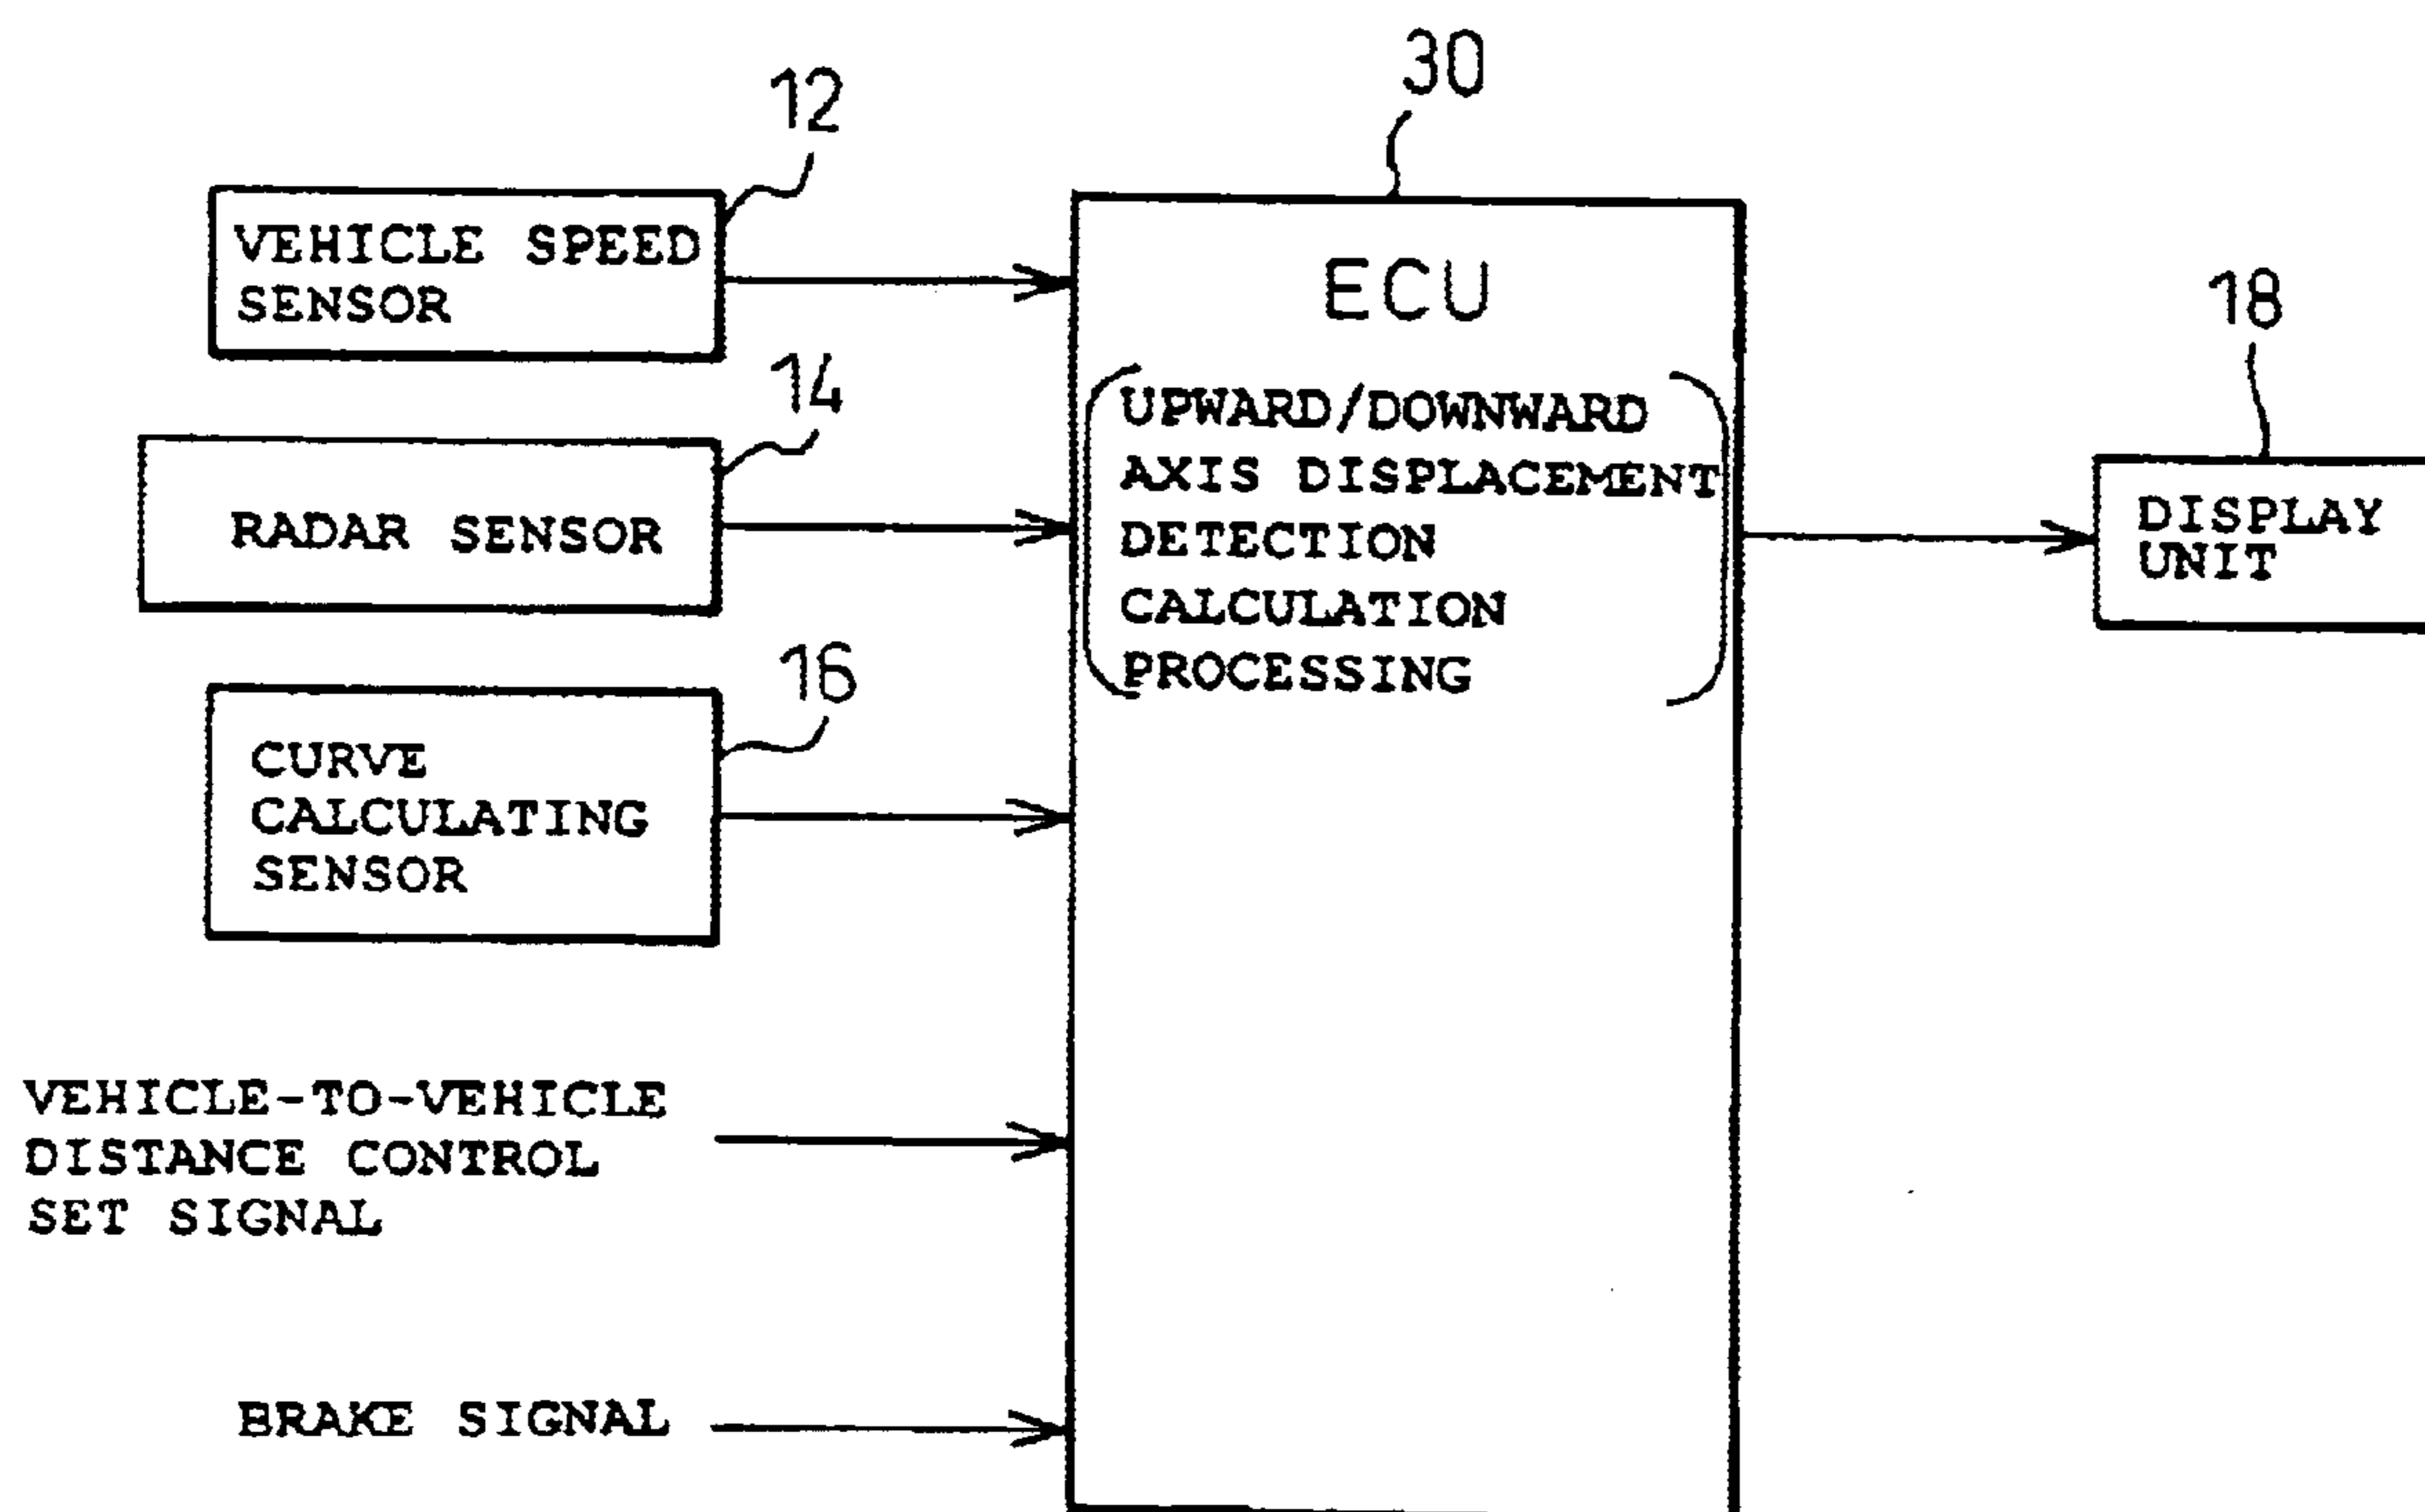 12
VEHICLE SPEED
SENSOR
14
RADAR SENSOR
16
CURVE
CALCULATING
SENSOR
VEHICLE-TO-VEHICLE
DISTANCE CONTROL
SET SIGNAL
BRAKE SIGNAL
30
ECU
UPWARD/DOWNWARD
AXIS DISPLACEMENT
DETECTION
CALCULATION
PROCESSING
18
DISPLAY
UNIT